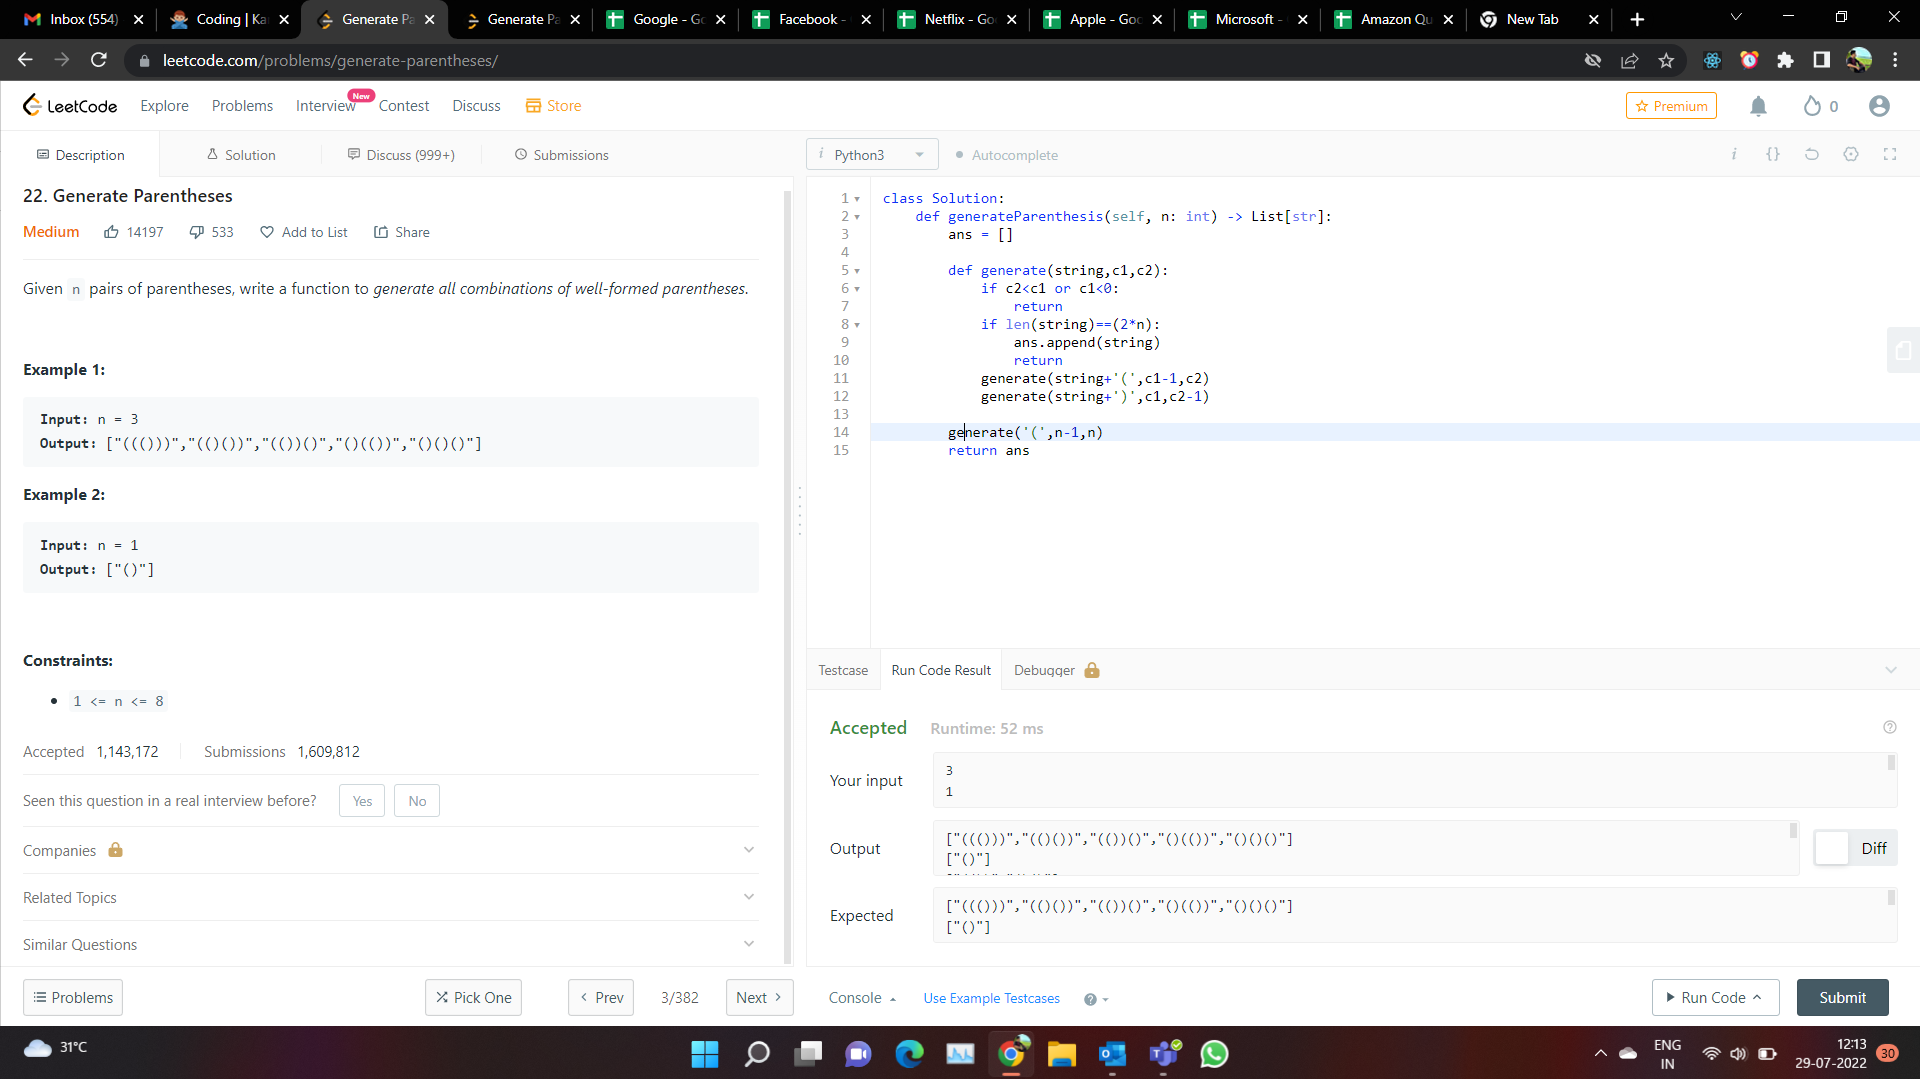 Inbox (554)
Coding | Ka
Generate Pa
Generate Pa
Google - Go
Facebook -
Netflix - Go
Apple - Goo
Microsoft -
Amazon Qu
New Tab
leetcode.com/problems/generate-parentheses/
LeetCode
Explore
Problems
Interview
New
Contest
Discuss
Store
Premium
0
Description
Solution
Discuss (999+)
Submissions
22. Generate Parentheses
Medium
14197
533
Add to List
Share
Given n pairs of parentheses, write a function to generate all combinations of well-formed parentheses.
Example 1:
Input: n = 3
Output: ["((()))","(()())","(())()","()(())","()()()"]
Example 2:
Input: n = 1
Output: ["()"]
Constraints:
1 <= n <= 8
Accepted 1,143,172 Submissions 1,609,812
Seen this question in a real interview before?
Yes
No
Companies
Related Topics
Similar Questions
Problems
Pick One
Prev
3/382
Next
i Python3
Autocomplete
i {}
1 class Solution:
2 def generateParenthesis(self, n: int) -> List[str]:
3 ans = []
4
5 def generate(string,c1,c2):
6 if c2<c1 or c1<0:
7 return
8 if len(string)==(2*n):
9 ans.append(string)
10 return
11 generate(string+'(',c1-1,c2)
12 generate(string+')',c1,c2-1)
13
14 generate('(',n-1,n)
15 return ans
Testcase
Run Code Result
Debugger
Accepted
Runtime: 52 ms
Your input
3
1
Output
["((()))","(()())","(())()","()(())","()()()"]
["()"]
Diff
Expected
["((()))","(()())","(())()","()(())","()()()"]
["()"]
Console
Use Example Testcases
Run Code
Submit
31°C
ENG
IN
12:13
29-07-2022
30